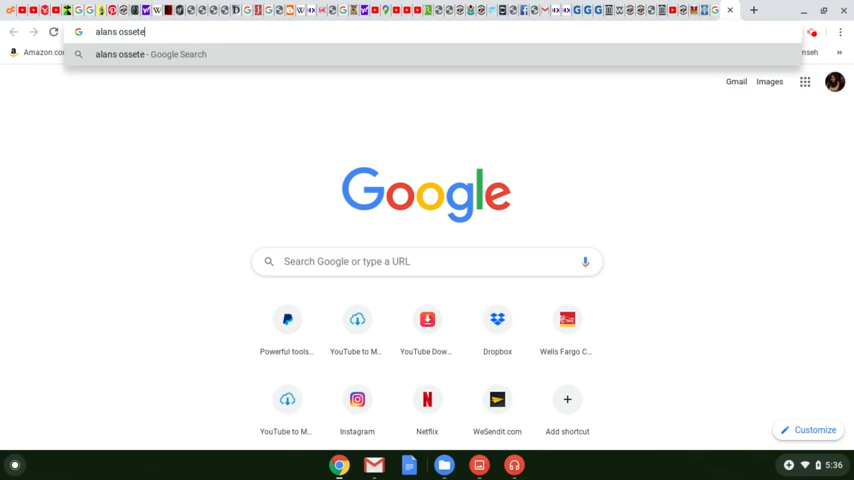 alans ossete
Amazon.co
nseh
»
alans ossete - Google Search
Gmail Images
Google
Search Google or type a URL
Powerful tools...
YouTube to M...
YouTube Dow...
Dropbox
Wells Fargo C...
YouTube to M...
Instagram
Netflix
WeSendit.com
Add shortcut
Customize
5:36